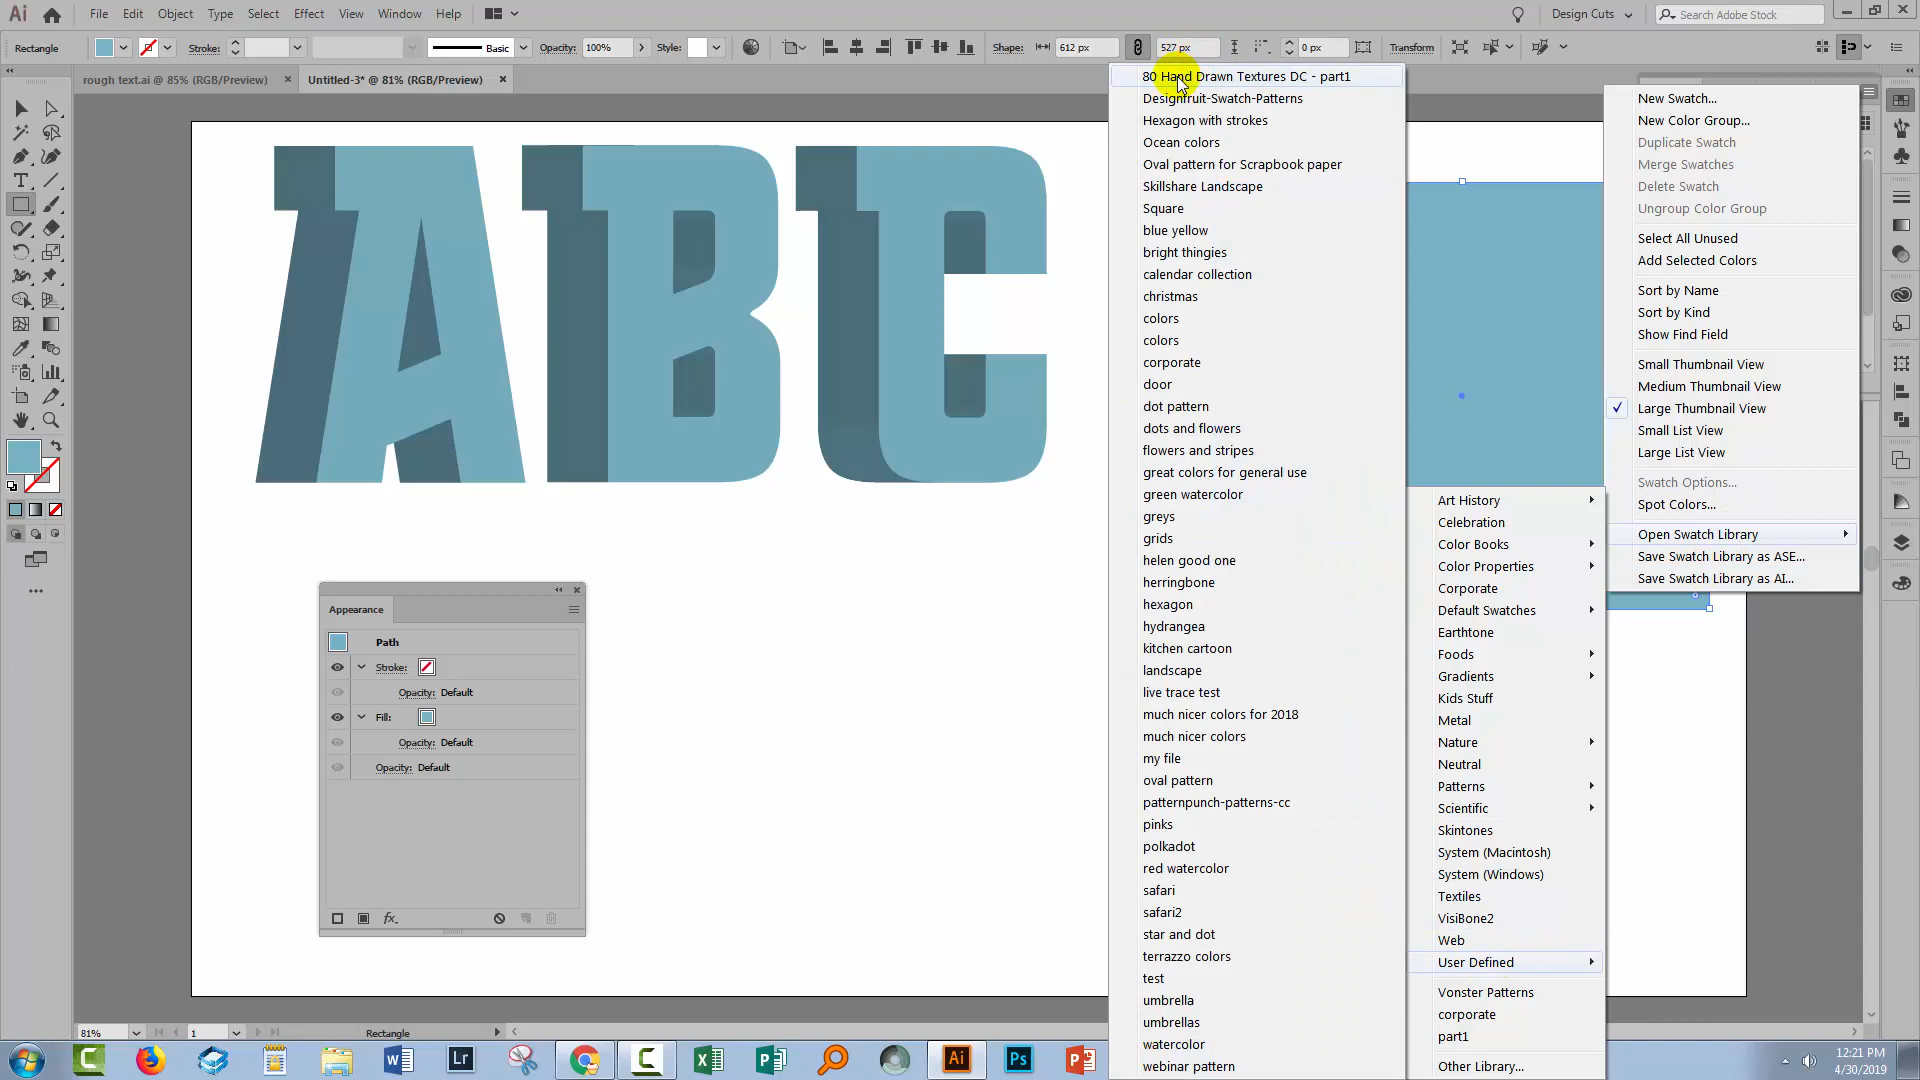 Ai
File Edit Object Type Select Effect View Window Help
Design Cuts
Search Adobe Stock
Rectangle
Stroke:
Basic
Opacity: 100%
Style:
Shape: 612 px
527 px
0 px
Transform
rough text.ai @ 85% (RGB/Preview)
Untitled-3* @ 81% (RGB/Preview)
A B C
Appearance
Path
Stroke:
Opacity: Default
Fill:
Opacity: Default
Opacity: Default
fx
80 Hand Drawn Textures DC - part1
Designfruit-Swatch-Patterns
Hexagon with strokes
Ocean colors
Oval pattern for Scrapbook paper
Skillshare Landscape
Square
blue yellow
bright thingies
calendar collection
christmas
colors
colors
corporate
door
dot pattern
dots and flowers
flowers and stripes
great colors for general use
green watercolor
greys
grids
helen good one
herringbone
hexagon
hydrangea
kitchen cartoon
landscape
live trace test
much nicer colors for 2018
much nicer colors
my file
oval pattern
patternpunch-patterns-cc
pinks
polkadot
red watercolor
safari
safari2
star and dot
terrazzo colors
test
umbrella
umbrellas
watercolor
webinar pattern
Art History
Celebration
Color Books
Color Properties
Corporate
Default Swatches
Earthtone
Foods
Gradients
Kids Stuff
Metal
Nature
Neutral
Patterns
Scientific
Skintones
System (Macintosh)
System (Windows)
Textiles
VisiBone2
Web
User Defined
Vonster Patterns
corporate
part1
Other Library...
New Swatch...
New Color Group...
Duplicate Swatch
Merge Swatches
Delete Swatch
Ungroup Color Group
Select All Unused
Add Selected Colors
Sort by Name
Sort by Kind
Show Find Field
Small Thumbnail View
Medium Thumbnail View
Large Thumbnail View
Small List View
Large List View
Swatch Options...
Spot Colors...
Open Swatch Library
Save Swatch Library as ASE...
Save Swatch Library as AI...
81%
1
Rectangle
12:21 PM
4/30/2019